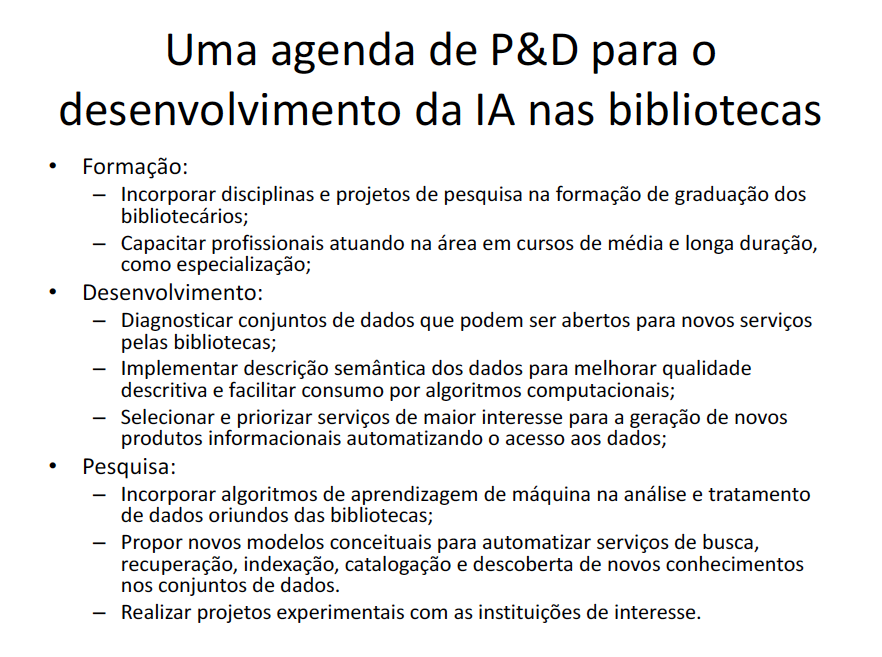 Uma agenda de P&D para o
desenvolvimento da IA nas bibliotecas
• Formação:
– Incorporar disciplinas e projetos de pesquisa na formação de graduação dos
bibliotecários;
– Capacitar profissionais atuando na área em cursos de média e longa duração,
como especialização;
• Desenvolvimento:
– Diagnosticar conjuntos de dados que podem ser abertos para novos serviços
pelas bibliotecas;
– Implementar descrição semântica dos dados para melhorar qualidade
descritiva e facilitar consumo por algoritmos computacionais;
– Selecionar e priorizar serviços de maior interesse para a geração de novos
produtos informacionais automatizando o acesso aos dados;
• Pesquisa:
– Incorporar algoritmos de aprendizagem de máquina na análise e tratamento
de dados oriundos das bibliotecas;
– Propor novos modelos conceituais para automatizar serviços de busca,
recuperação, indexação, catalogação e descoberta de novos conhecimentos
nos conjuntos de dados.
– Realizar projetos experimentais com as instituições de interesse.